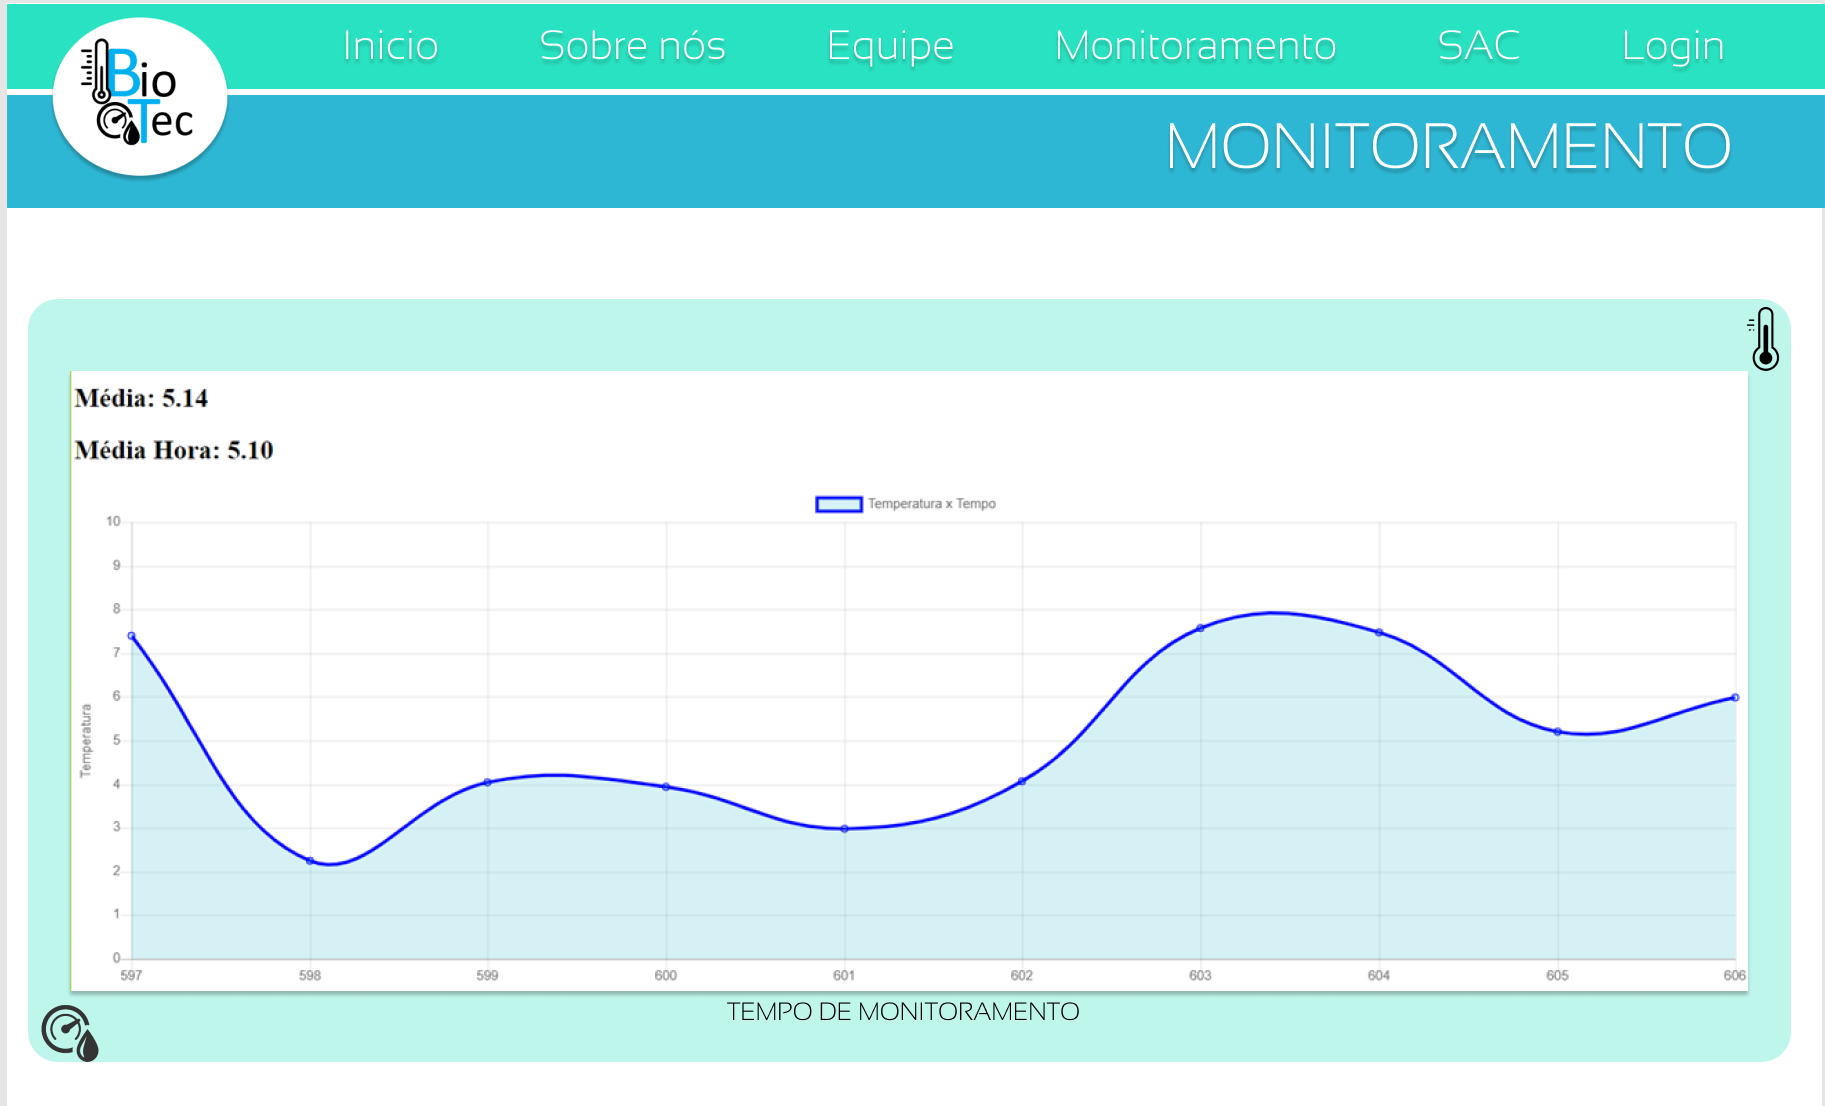 Bio
Tec
Inicio
Sobre nós
Equipe
Monitoramento
SAC
Login
MONITORAMENTO
Média: 5.14
Média Hora: 5.10
Temperatura x Tempo
10
9
8
7
6
5
4
3
2
1
0
Temperatura
597 598 599 600 601 602 603 604 605 606
TEMPO DE MONITORAMENTO